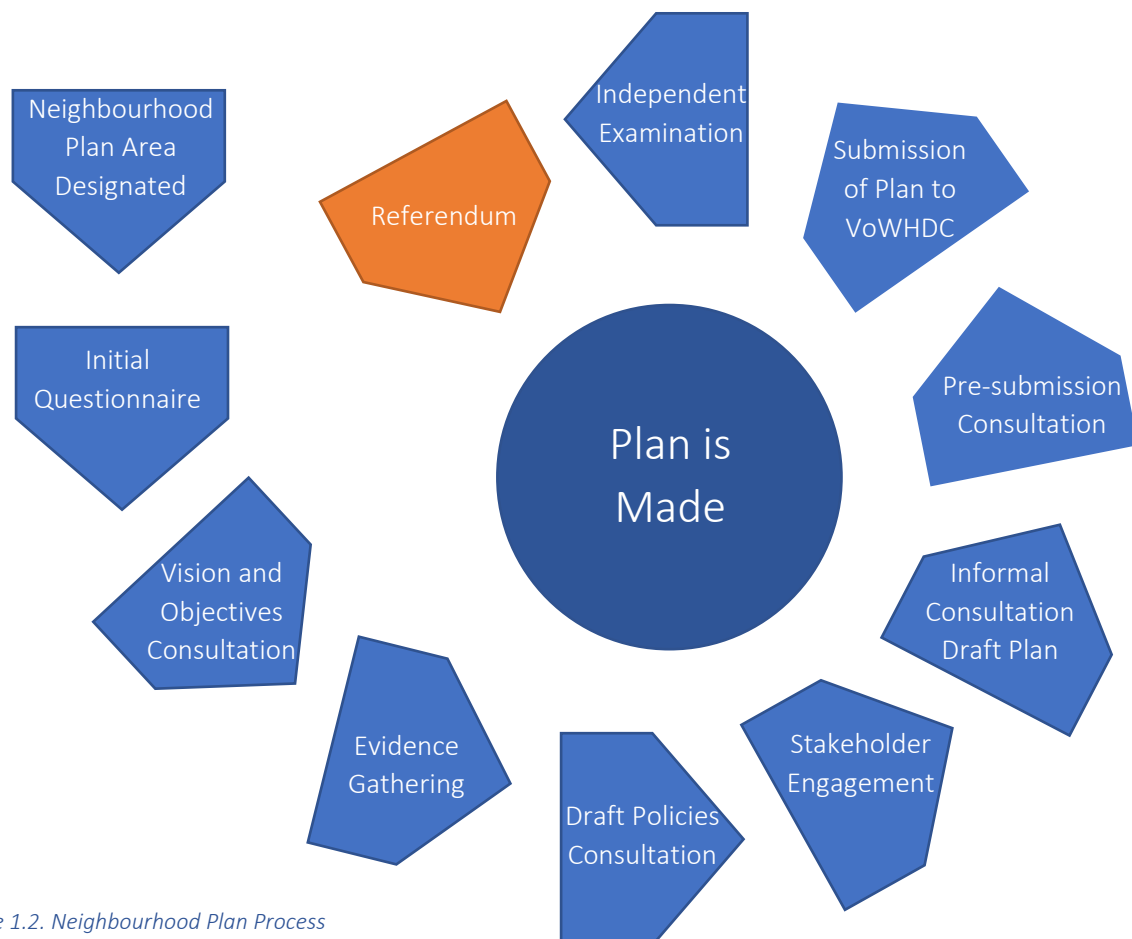 Neighbourhood
Plan Area
Designated
Initial
Questionnaire
Vision and
Objectives
Consultation
Evidence
Gathering
Draft Policies
Consultation
Stakeholder
Engagement
Informal
Consultation
Draft Plan
Pre-submission
Consultation
Submission
of Plan to
VoWHDC
Independent
Examination
Referendum
Plan is
Made
e 1.2. Neighbourhood Plan Process